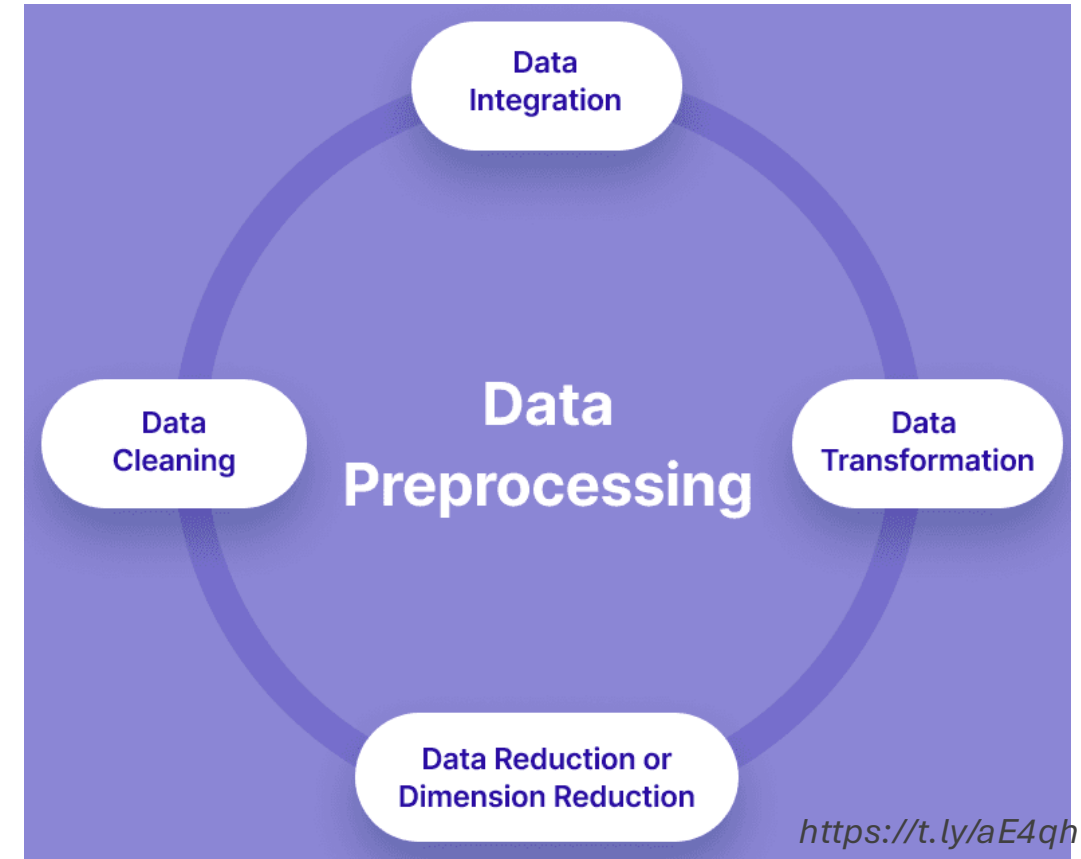 Data
Integration
Data
Cleaning
Data
Preprocessing
Data
Transformation
Data Reduction or
Dimension Reduction
https://t.ly/aE4qh